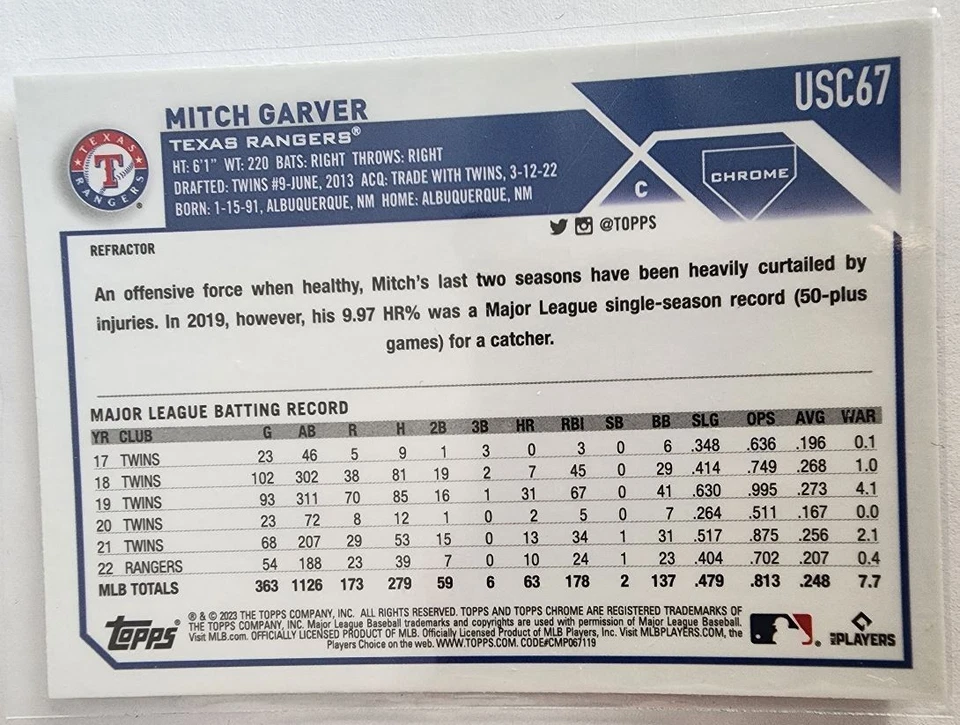 USC67
MITCH GARVER
TEXAS RANGERS®
HT: 6'1" WT: 220 BATS: RIGHT THROWS: RIGHT
DRAFTED: TWINS #9-JUNE, 2013 ACQ: TRADE WITH TWINS, 3-12-22
BORN: 1-15-91, ALBUQUERQUE, NM HOME: ALBUQUERQUE, NM
TEXAS
T
RANGERS
®
C
CHROME
@TOPPS
REFRACTOR
An offensive force when healthy, Mitch's last two seasons have been heavily curtailed by
injuries. In 2019, however, his 9.97 HR% was a Major League single-season record (50-plus
games) for a catcher.
MAJOR LEAGUE BATTING RECORD
YR CLUB G AB R H 2B 3B HR RBI SB BB SLG OPS AVG WAR
17 TWINS 23 46 5 9 1 3 0 3 0 6 .348 .636 .196 0.1
18 TWINS 102 302 38 81 19 2 7 45 0 29 .414 .749 .268 1.0
19 TWINS 93 311 70 85 16 1 31 67 0 41 .630 .995 .273 4.1
20 TWINS 23 72 8 12 1 0 2 5 0 7 .264 .511 .167 0.0
21 TWINS 68 207 29 53 15 0 13 34 1 31 .517 .875 .256 2.1
22 RANGERS 54 188 23 39 7 0 10 24 1 23 .404 .702 .207 0.4
MLB TOTALS 363 1126 173 279 59 6 63 178 2 137 .479 .813 .248 7.7
Topps®
® & © 2023 THE TOPPS COMPANY, INC. ALL RIGHTS RESERVED. TOPPS AND TOPPS CHROME ARE REGISTERED TRADEMARKS OF
THE TOPPS COMPANY, INC. Major League Baseball trademarks and copyrights are used with permission of Major League Baseball.
Visit MLB.com. OFFICIALLY LICENSED PRODUCT OF MLB. Officially Licensed Product of MLB Players, Inc. Visit MLBPLAYERS.COM, the
Players Choice on the web. WWW.TOPPS.COM. CODE#CMP067119
MLB PLAYERS